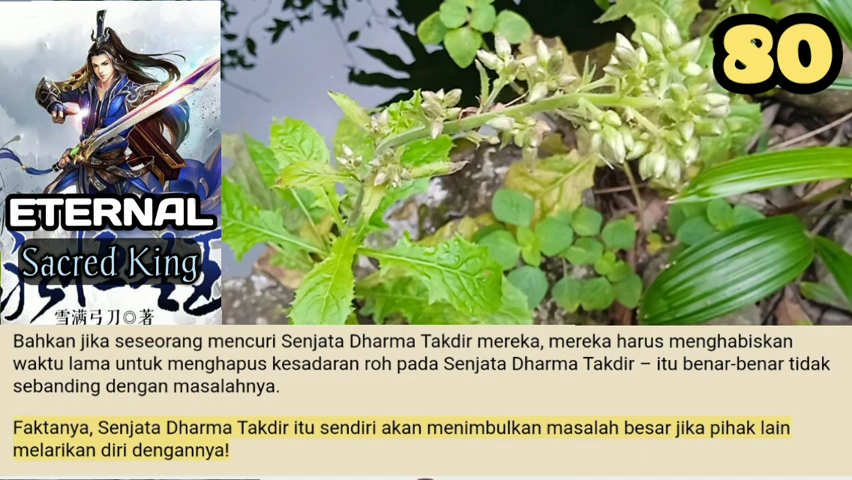 80
ETERNAL
Sacred King
雪满弓刀◎著
Bahkan jika seseorang mencuri Senjata Dharma Takdir mereka, mereka harus menghabiskan
waktu lama untuk menghapus kesadaran roh pada Senjata Dharma Takdir – itu benar-benar tidak
sebanding dengan masalahnya.
Faktanya, Senjata Dharma Takdir itu sendiri akan menimbulkan masalah besar jika pihak lain
melarikan diri dengannya!